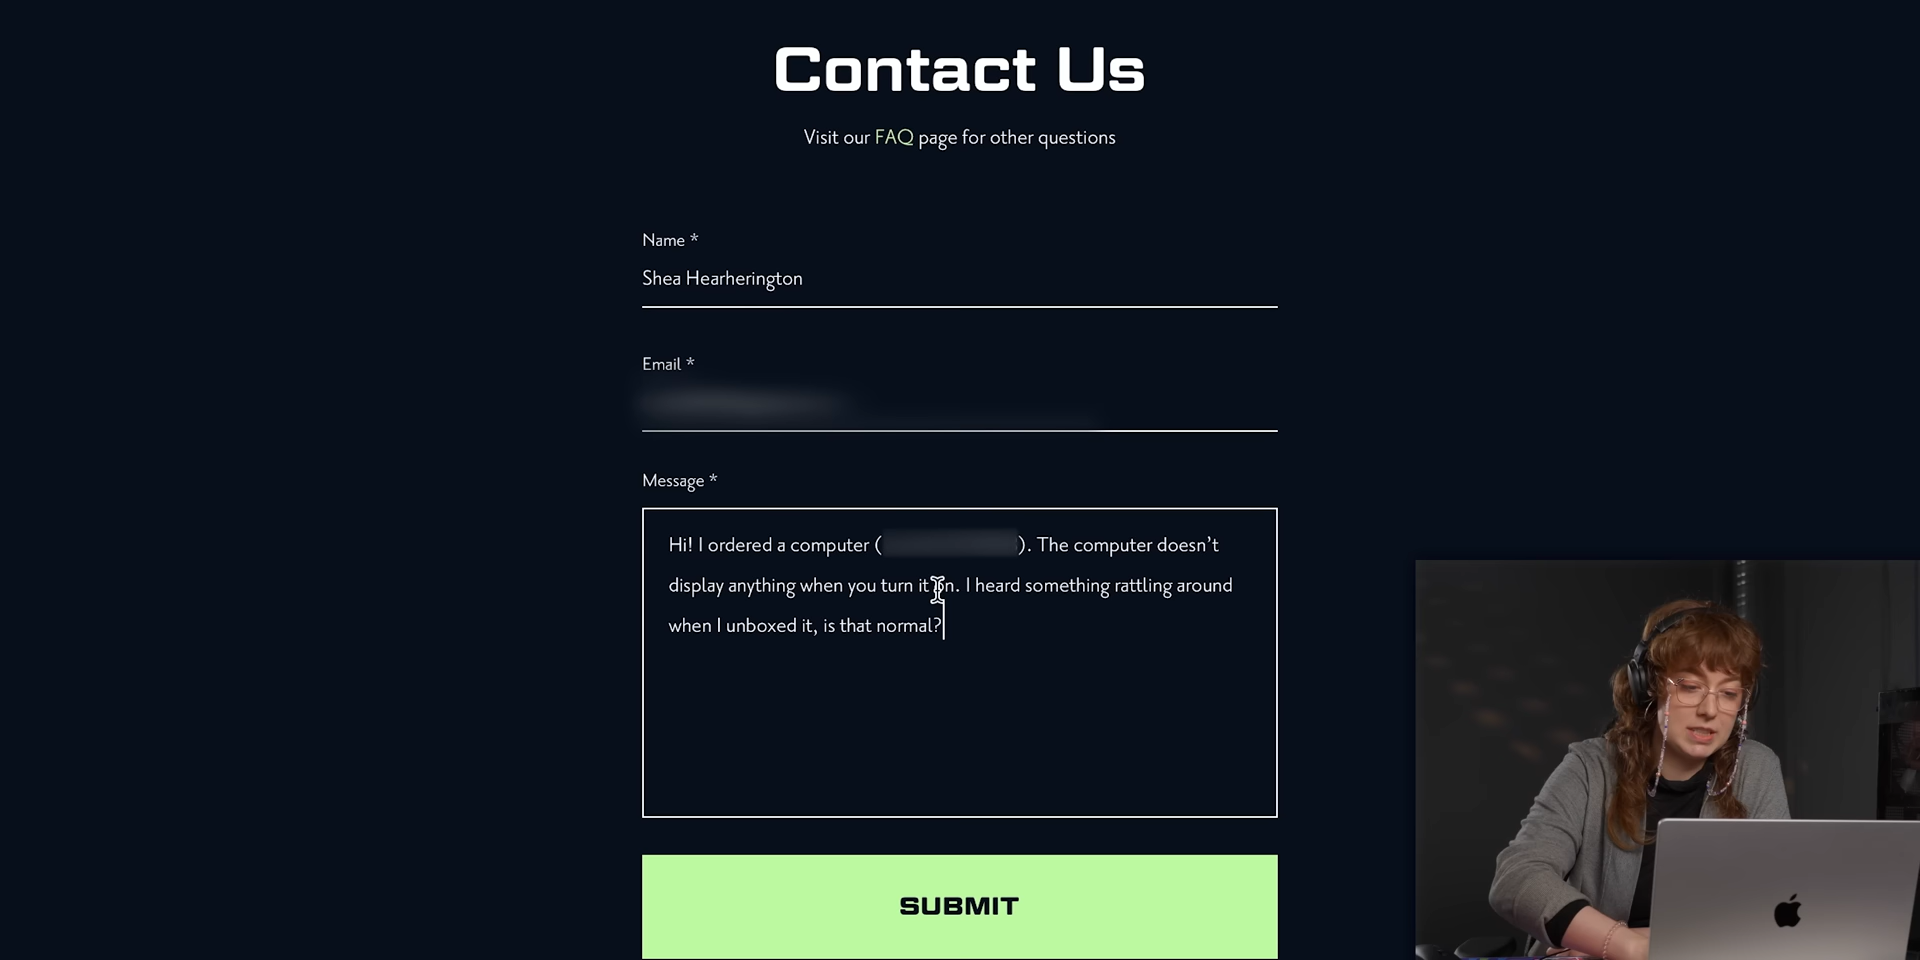 Contact Us
Visit our FAQ page for other questions
Name *
Shea Hearherington
Email *
Message *
Hi! I ordered a computer ( ). The computer doesn’t
display anything when you turn it on. I heard something rattling around
when I unboxed it, is that normal?
SUBMIT